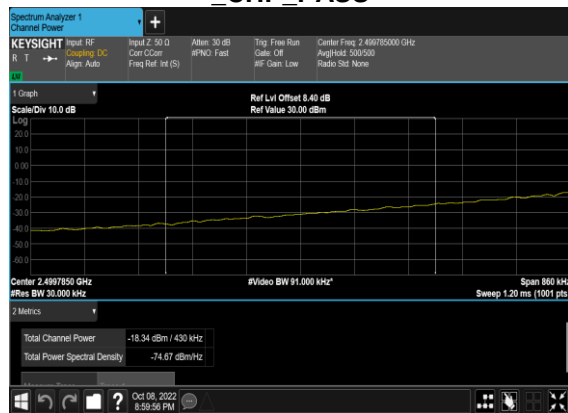 _CHP_PASS
Spectrum Analyzer 1
Channel Power
KEYSIGHT
R T
LV
Input: RF
Coupling: DC
Align: Auto
Input Z: 50 Ω
Corr CCorr
Freq Ref: Int (S)
Atten: 30 dB
#PNO: Fast
Trig: Free Run
Gate: Off
#IF Gain: Low
Center Freq: 2.499785000 GHz
Avg|Hold: 500/500
Radio Std: None
1 Graph
Scale/Div 10.0 dB
Ref Lvl Offset 8.40 dB
Ref Value 30.00 dBm
Log
20.0
10.0
0.00
-10.0
-20.0
-30.0
-40.0
-50.0
-60.0
Center 2.4997850 GHz
#Video BW 91.000 kHz*
Span 860 kHz
#Res BW 30.000 kHz
Sweep 1.20 ms (1001 pts)
2 Metrics
Total Channel Power -18.34 dBm / 430 kHz
Total Power Spectral Density -74.67 dBm/Hz
?
Oct 08, 2022
8:59:56 PM